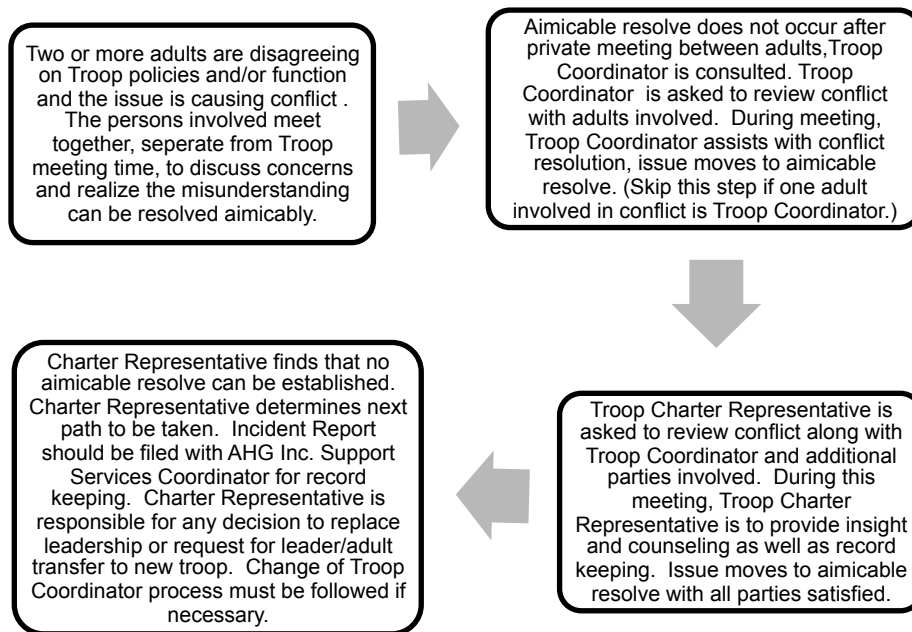 Two or more adults are disagreeing
on Troop policies and/or function
and the issue is causing conflict .
The persons involved meet
together, seperate from Troop
meeting time, to discuss concerns
and realize the misunderstanding
can be resolved aimicably.
Aimicable resolve does not occur after
private meeting between adults,Troop
Coordinator is consulted. Troop
Coordinator is asked to review conflict
with adults involved. During meeting,
Troop Coordinator assists with conflict
resolution, issue moves to aimicable
resolve. (Skip this step if one adult
involved in conflict is Troop Coordinator.)
Troop Charter Representative is
asked to review conflict along with
Troop Coordinator and additional
parties involved. During this
meeting, Troop Charter
Representative is to provide insight
and counseling as well as record
keeping. Issue moves to aimicable
resolve with all parties satisfied.
Charter Representative finds that no
aimicable resolve can be established.
Charter Representative determines next
path to be taken. Incident Report
should be filed with AHG Inc. Support
Services Coordinator for record
keeping. Charter Representative is
responsible for any decision to replace
leadership or request for leader/adult
transfer to new troop. Change of Troop
Coordinator process must be followed if
necessary.